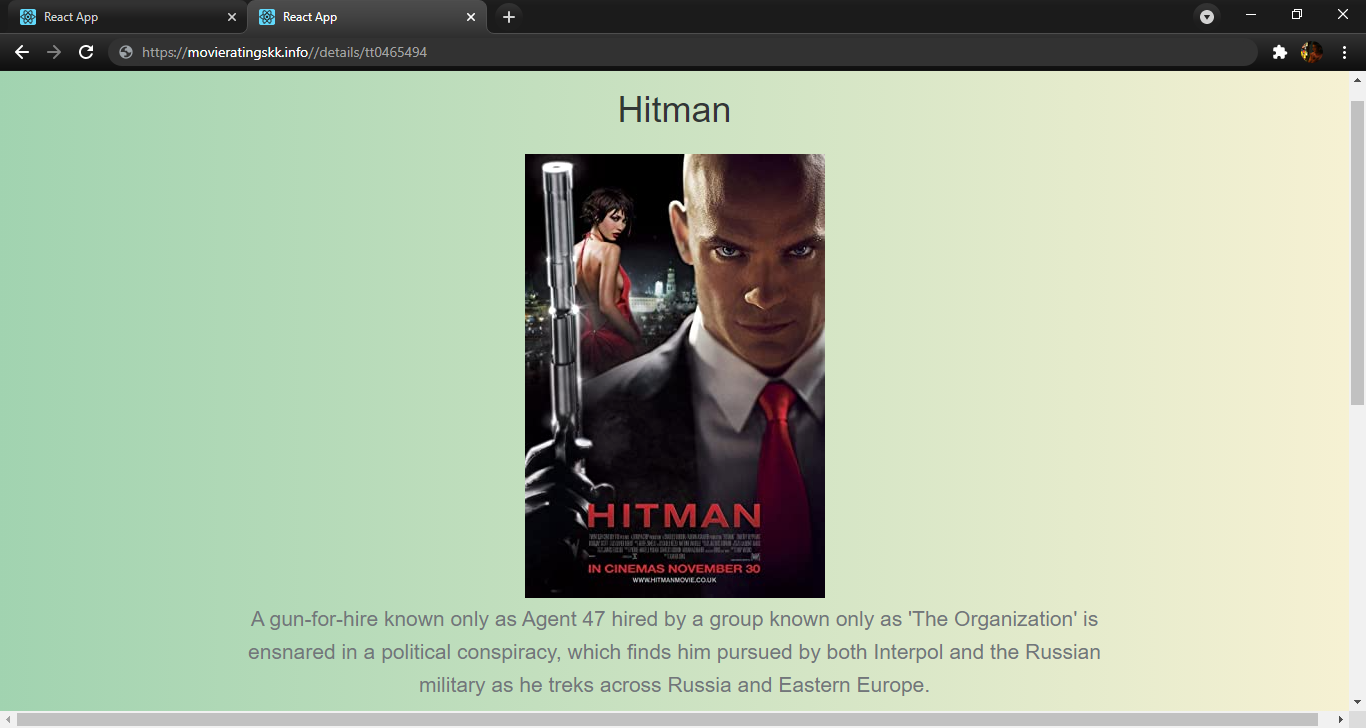 React App
React App
https://movieratingskk.info//details/tt0465494
Hitman
HITMAN
IN CINEMAS NOVEMBER 30
WWW.HITMANMOVIE.CO.UK
A gun-for-hire known only as Agent 47 hired by a group known only as 'The Organization' is
ensnared in a political conspiracy, which finds him pursued by both Interpol and the Russian
military as he treks across Russia and Eastern Europe.